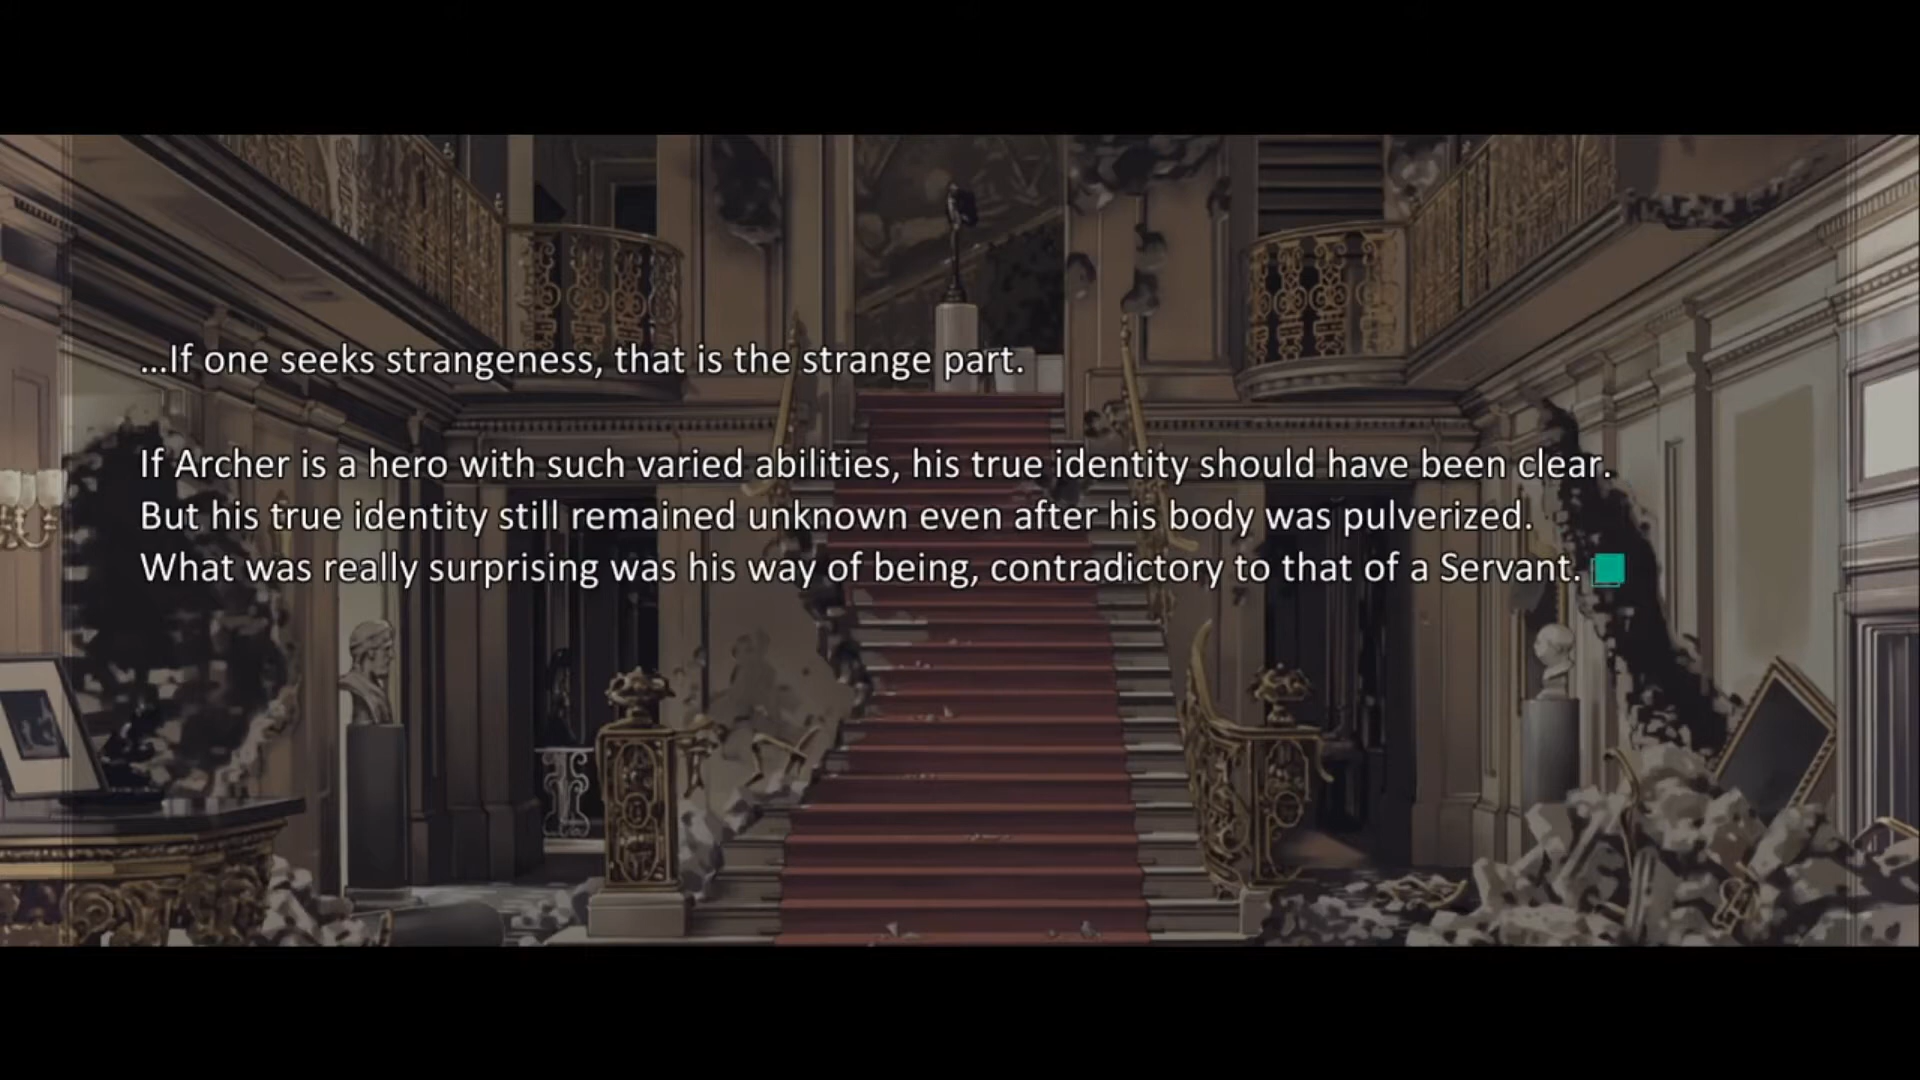 ...If one seeks strangeness, that is the strange part.
If Archer is a hero with such varied abilities, his true identity should have been clear.
But his true identity still remained unknown even after his body was pulverized.
What was really surprising was his way of being, contradictory to that of a Servant.